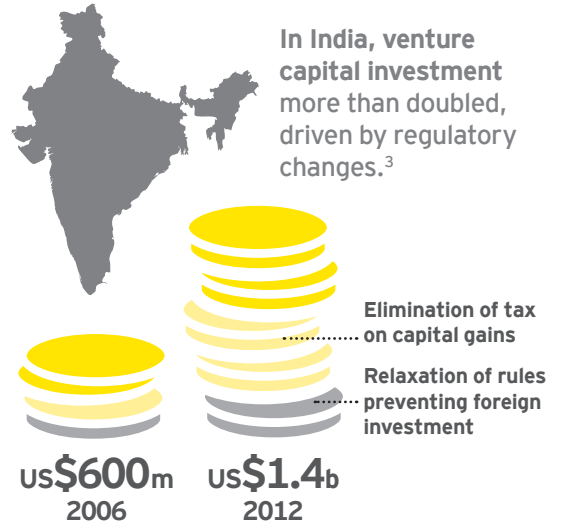 In India, venture
capital investment
more than doubled,
driven by regulatory
changes.³
Elimination of tax
on capital gains
Relaxation of rules
preventing foreign
investment
US$600m
2006
US$1.4b
2012